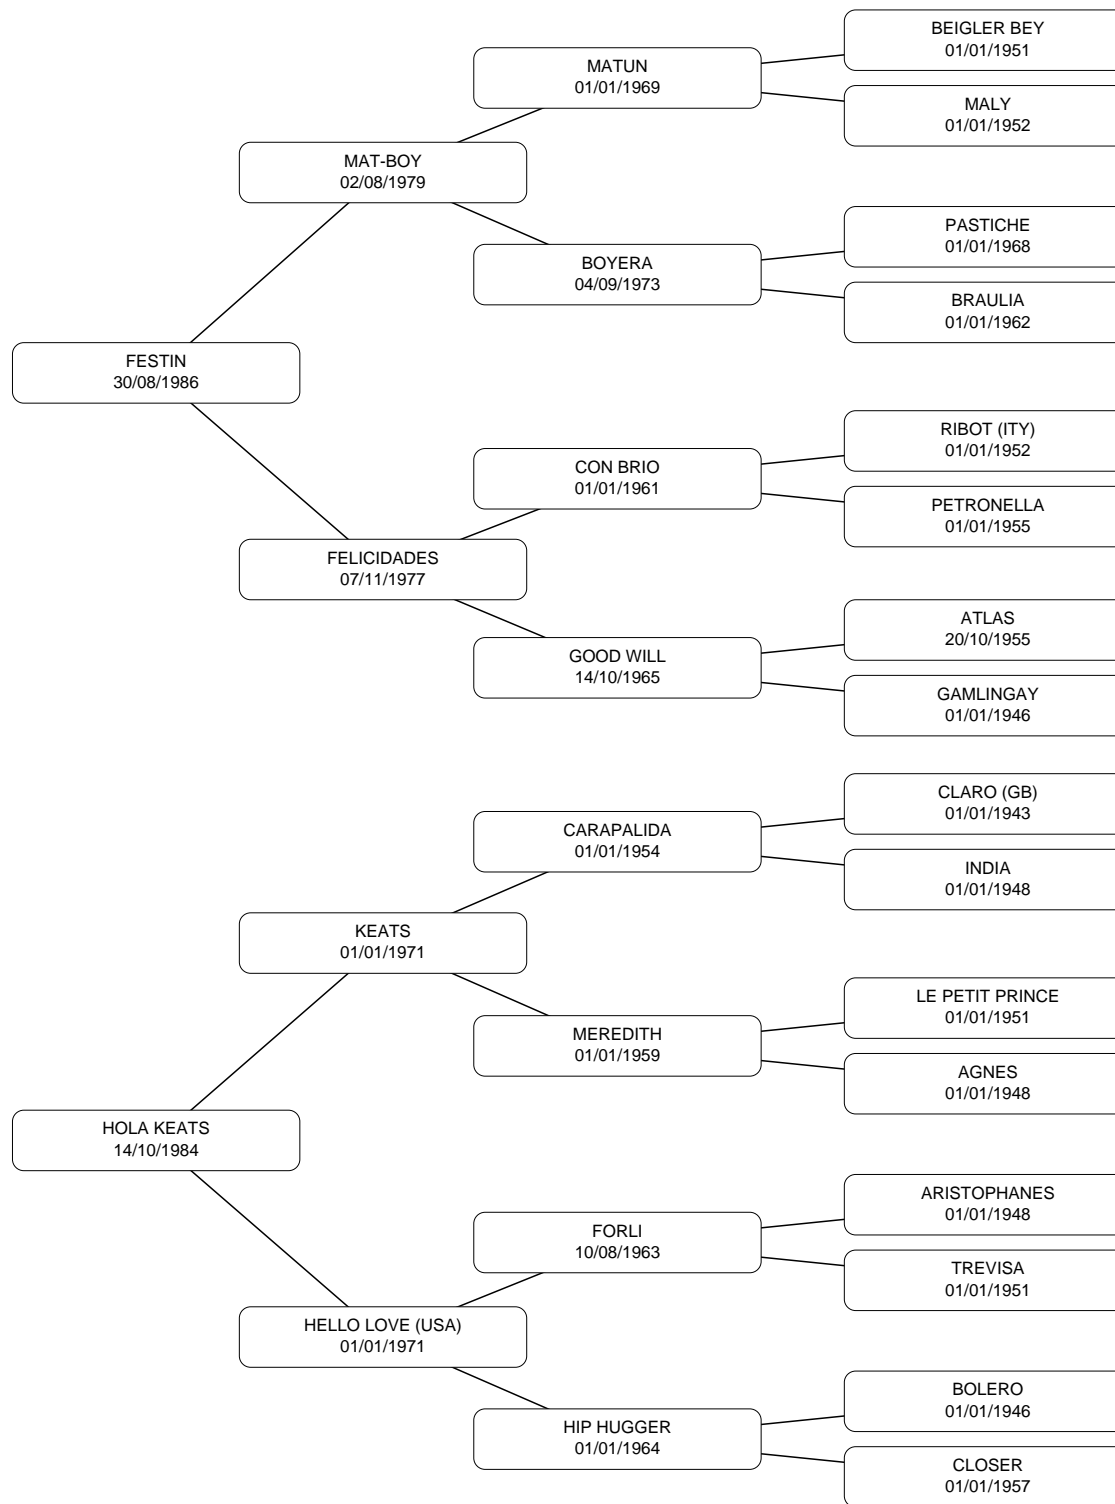 BEIGLER BEY
01/01/1951
MATUN
01/01/1969
MALY
01/01/1952
MAT-BOY
02/08/1979
PASTICHE
01/01/1968
BOYERA
04/09/1973
BRAULIA
01/01/1962
FESTIN
30/08/1986
RIBOT (ITY)
01/01/1952
CON BRIO
01/01/1961
PETRONELLA
01/01/1955
FELICIDADES
07/11/1977
ATLAS
20/10/1955
GOOD WILL
14/10/1965
GAMLINGAY
01/01/1946
CLARO (GB)
01/01/1943
CARAPALIDA
01/01/1954
INDIA
01/01/1948
KEATS
01/01/1971
LE PETIT PRINCE
01/01/1951
MEREDITH
01/01/1959
AGNES
01/01/1948
HOLA KEATS
14/10/1984
ARISTOPHANES
01/01/1948
FORLI
10/08/1963
TREVISA
01/01/1951
HELLO LOVE (USA)
01/01/1971
BOLERO
01/01/1946
HIP HUGGER
01/01/1964
CLOSER
01/01/1957